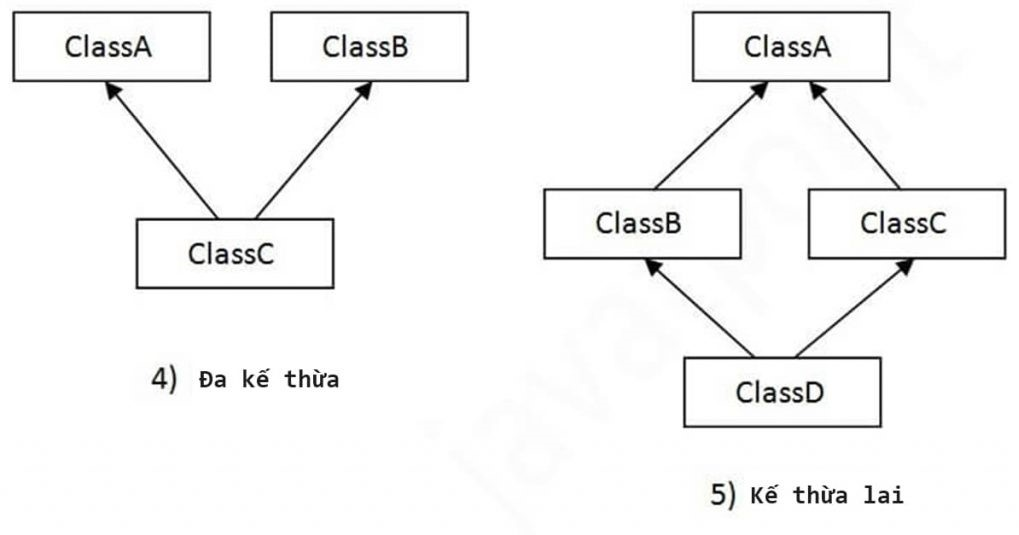 ClassA
ClassB
ClassC
4) Đa kế thừa
ClassA
ClassB
ClassC
ClassD
5) Kế thừa lai